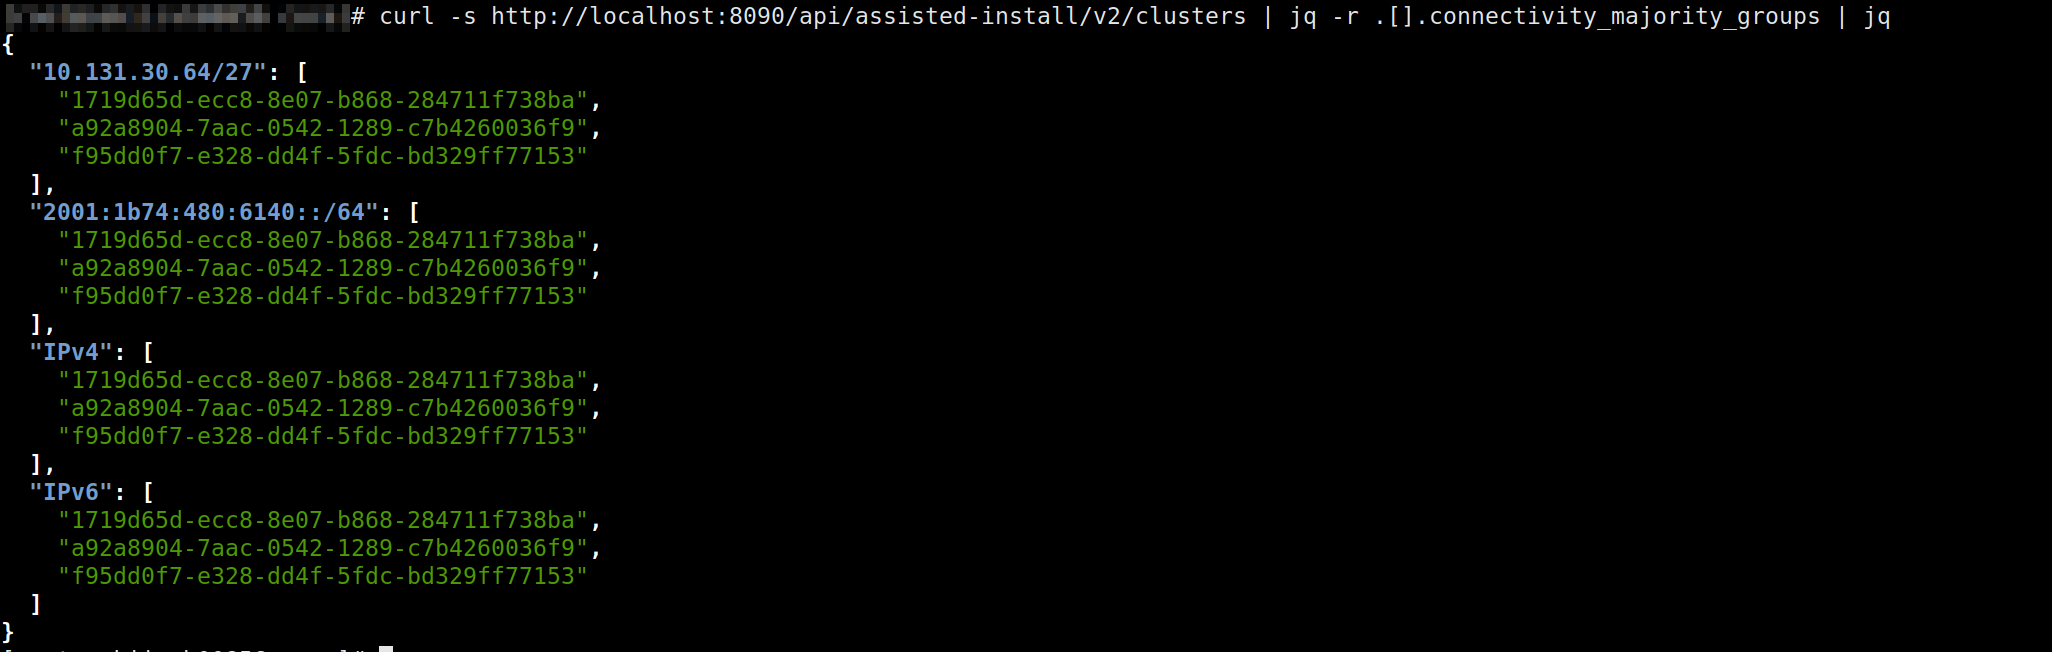 # curl -s http://localhost:8090/api/assisted-install/v2/clusters | jq -r .[].connectivity_majority_groups | jq
{
  "10.131.30.64/27": [
    "1719d65d-ecc8-8e07-b868-284711f738ba",
    "a92a8904-7aac-0542-1289-c7b4260036f9",
    "f95dd0f7-e328-dd4f-5fdc-bd329ff77153"
  ],
  "2001:1b74:480:6140::/64": [
    "1719d65d-ecc8-8e07-b868-284711f738ba",
    "a92a8904-7aac-0542-1289-c7b4260036f9",
    "f95dd0f7-e328-dd4f-5fdc-bd329ff77153"
  ],
  "IPv4": [
    "1719d65d-ecc8-8e07-b868-284711f738ba",
    "a92a8904-7aac-0542-1289-c7b4260036f9",
    "f95dd0f7-e328-dd4f-5fdc-bd329ff77153"
  ],
  "IPv6": [
    "1719d65d-ecc8-8e07-b868-284711f738ba",
    "a92a8904-7aac-0542-1289-c7b4260036f9",
    "f95dd0f7-e328-dd4f-5fdc-bd329ff77153"
  ]
}